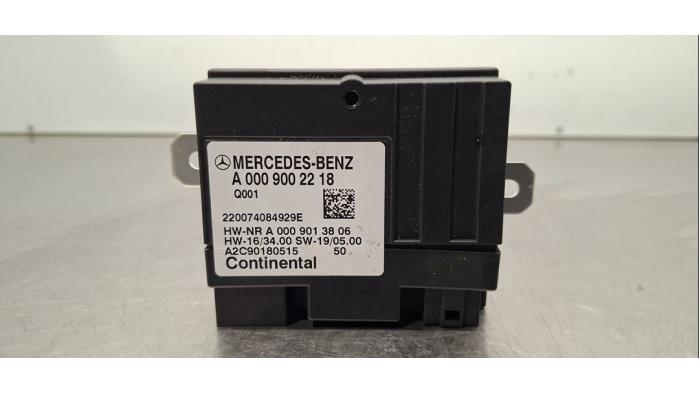 MERCEDES-BENZ
A 000 900 22 18
Q001
220074084929E
HW-NR A 000 901 38 06
HW-16/34.00 SW-19/05.00
A2C90180515 50
Continental